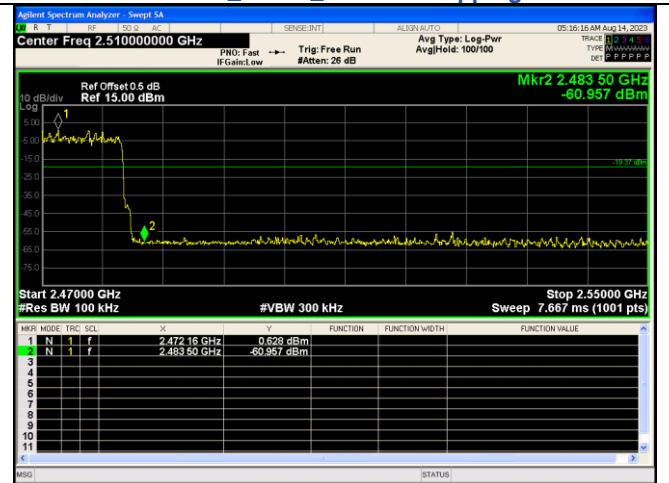 Agilent Spectrum Analyzer - Swept SA
R T RF 50 Ω AC SENSE:INT ALIGN AUTO 05:16:16 AM Aug 14, 2023
Center Freq 2.510000000 GHz Avg Type: Log-Pwr TRACE 1 2 3 4 5 6
PNO: Fast Trig: Free Run Avg|Hold: 100/100 TYPE M
IFGain:Low #Atten: 26 dB DET P P P P P P
Mkr2 2.483 50 GHz
Ref Offset 0.5 dB
10 dB/div Ref 15.00 dBm -60.957 dBm
Log
1
5.00
-5.00
-15.0
-19.37 dBm
-25.0
-35.0
-45.0
2
-55.0
-65.0
-75.0
Start 2.47000 GHz Stop 2.55000 GHz
#Res BW 100 kHz #VBW 300 kHz Sweep 7.667 ms (1001 pts)
MKR MODE TRC SCL X Y FUNCTION FUNCTION WIDTH FUNCTION VALUE
1 N 1 f 2.472 16 GHz 0.628 dBm
2 N 1 f 2.483 50 GHz -60.957 dBm
3
4
5
6
7
8
9
10
11
MSG STATUS